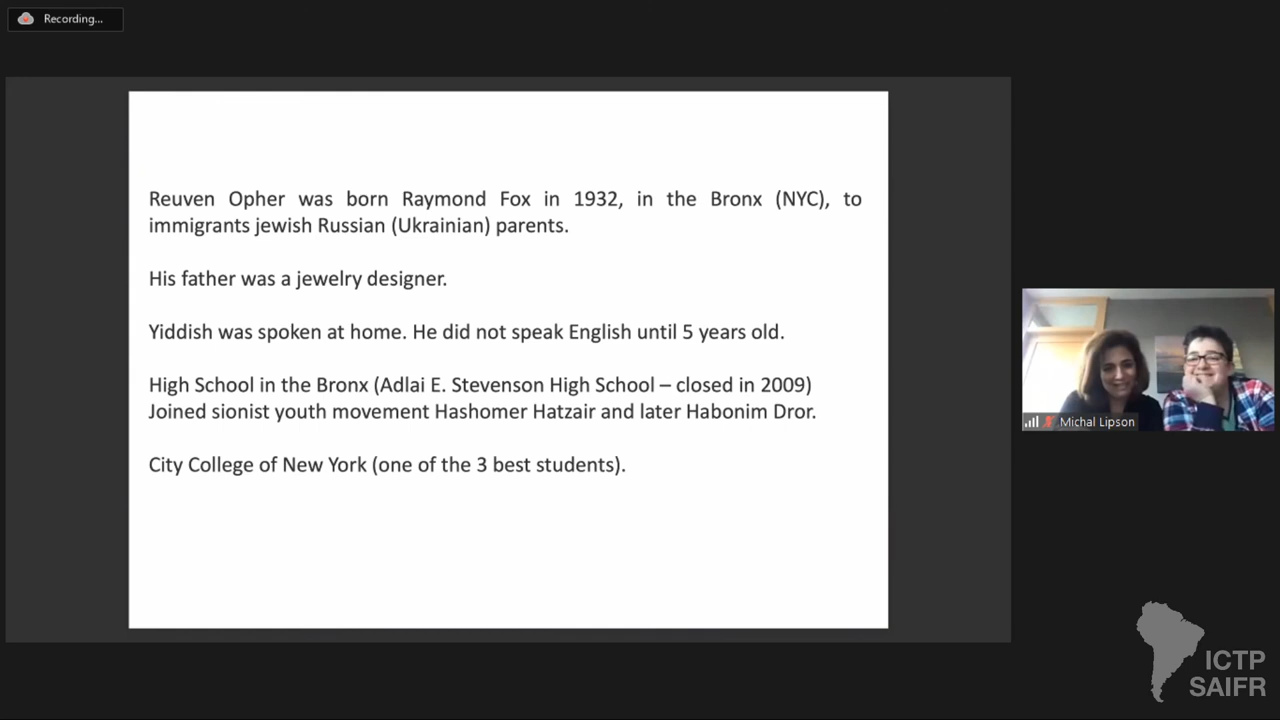 Recording...
Reuven Opher was born Raymond Fox in 1932, in the Bronx (NYC), to
immigrants jewish Russian (Ukrainian) parents.
His father was a jewelry designer.
Yiddish was spoken at home. He did not speak English until 5 years old.
High School in the Bronx (Adlai E. Stevenson High School – closed in 2009)
Joined sionist youth movement Hashomer Hatzair and later Habonim Dror.
City College of New York (one of the 3 best students).
Michal Lipson
ICTP
SAIFR